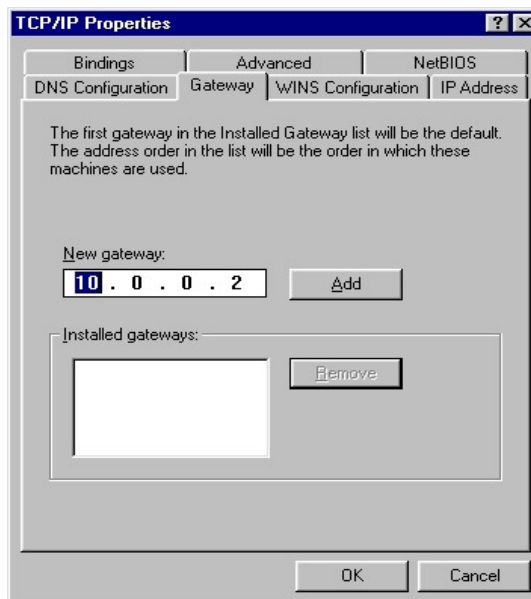 TCP/IP Properties
Bindings Advanced NetBIOS
DNS Configuration Gateway WINS Configuration IP Address
The first gateway in the Installed Gateway list will be the default.
The address order in the list will be the order in which these
machines are used.
New gateway:
10 . 0 . 0 . 2 Add
Installed gateways:
Remove
OK Cancel